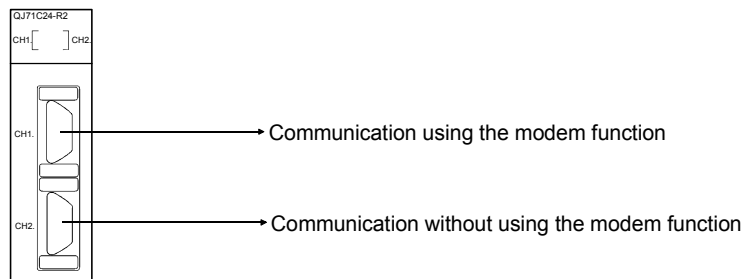 QJ71C24-R2
CH1. CH2.
CH1.
Communication using the modem function
CH2.
Communication without using the modem function